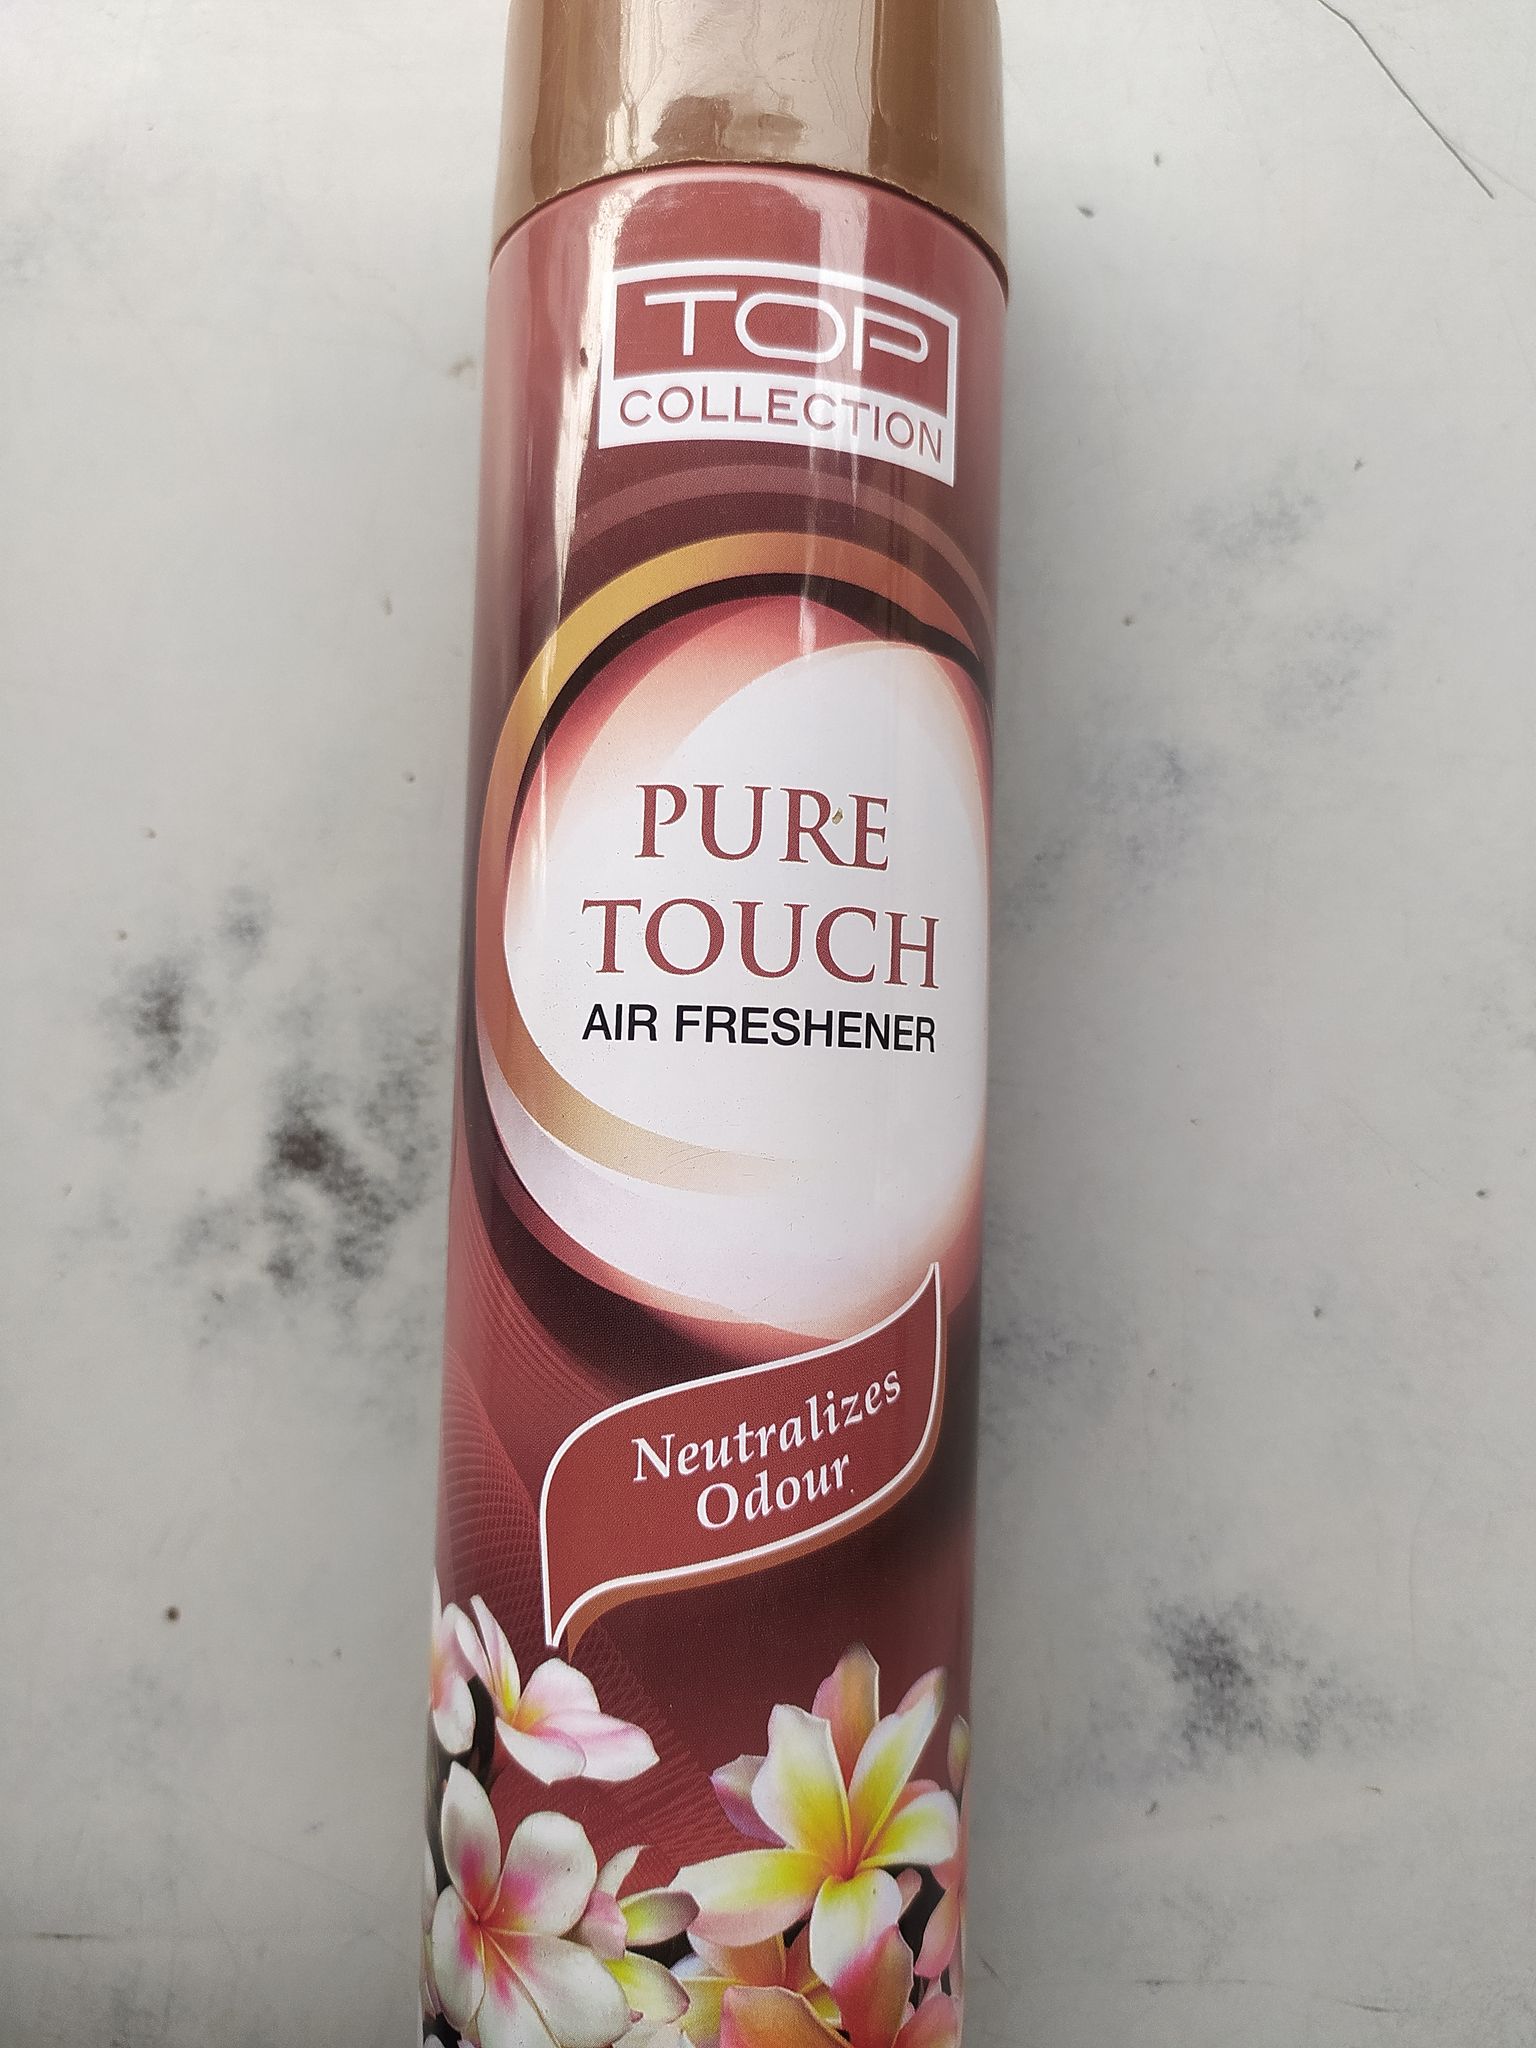 TOP
COLLECTION
PURE
TOUCH
AIR FRESHENER
Neutralizes
Odour